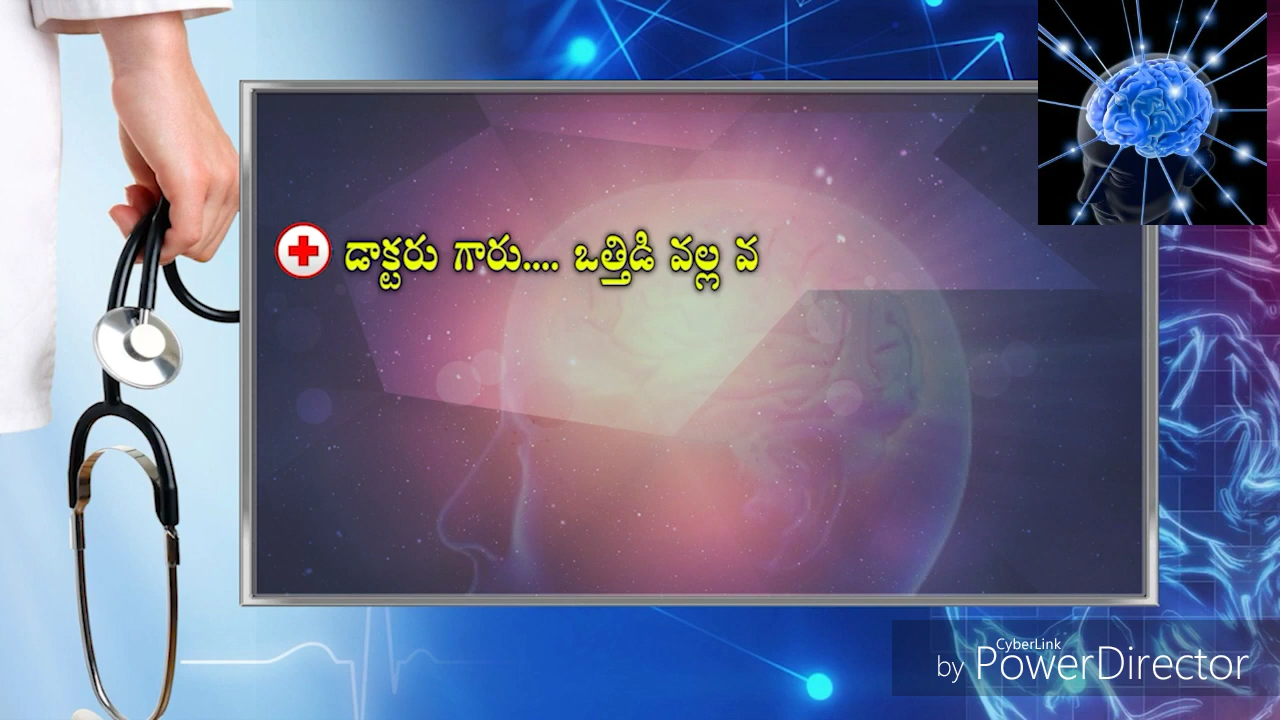 డాక్టరు గారు.... ఒత్తిడి వల్ల వ
CyberLink
by PowerDirector